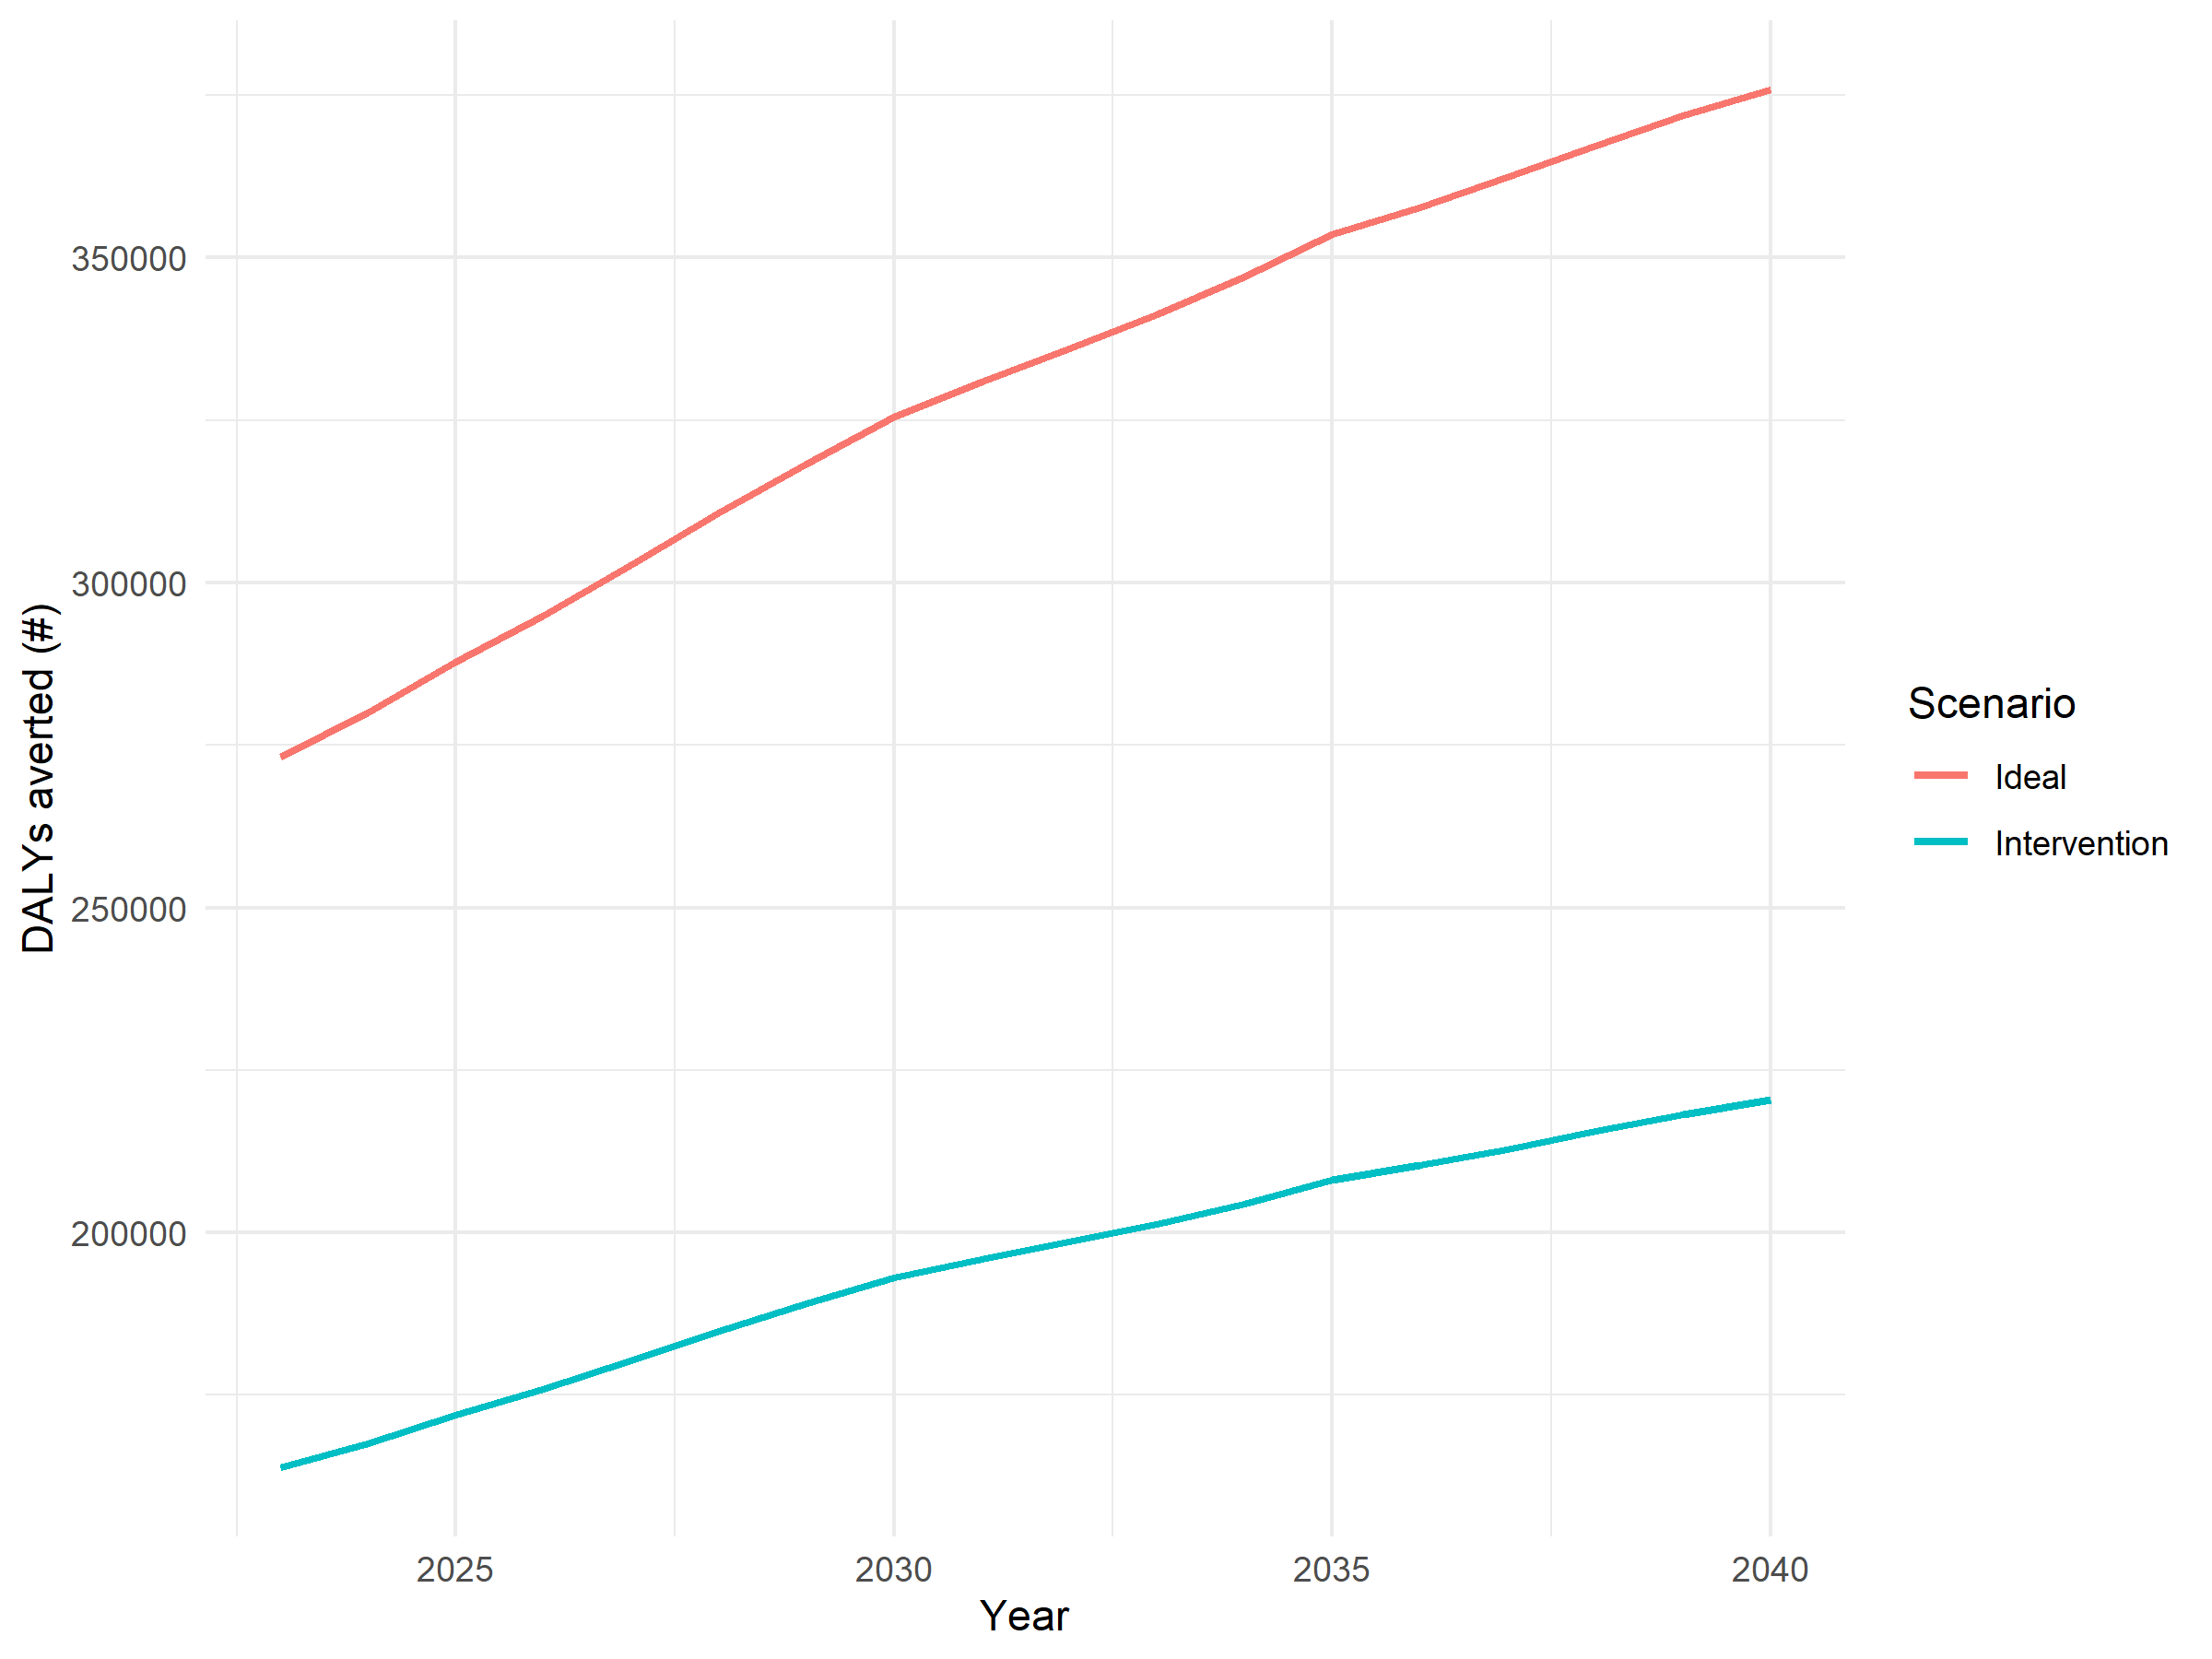 DALYs averted (#)
350000
300000
250000
200000
2025 2030 2035 2040
Year
Scenario
Ideal
Intervention